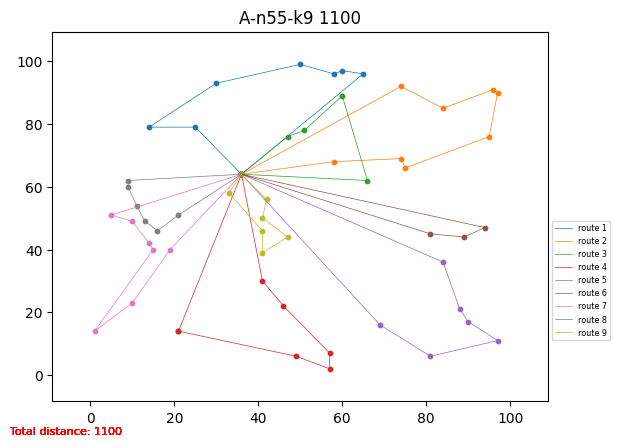 A-n55-k9 1100
100
80
60
40
20
0
0 20 40 60 80 100
route 1
route 2
route 3
route 4
route 5
route 6
route 7
route 8
route 9
Total distance: 1100